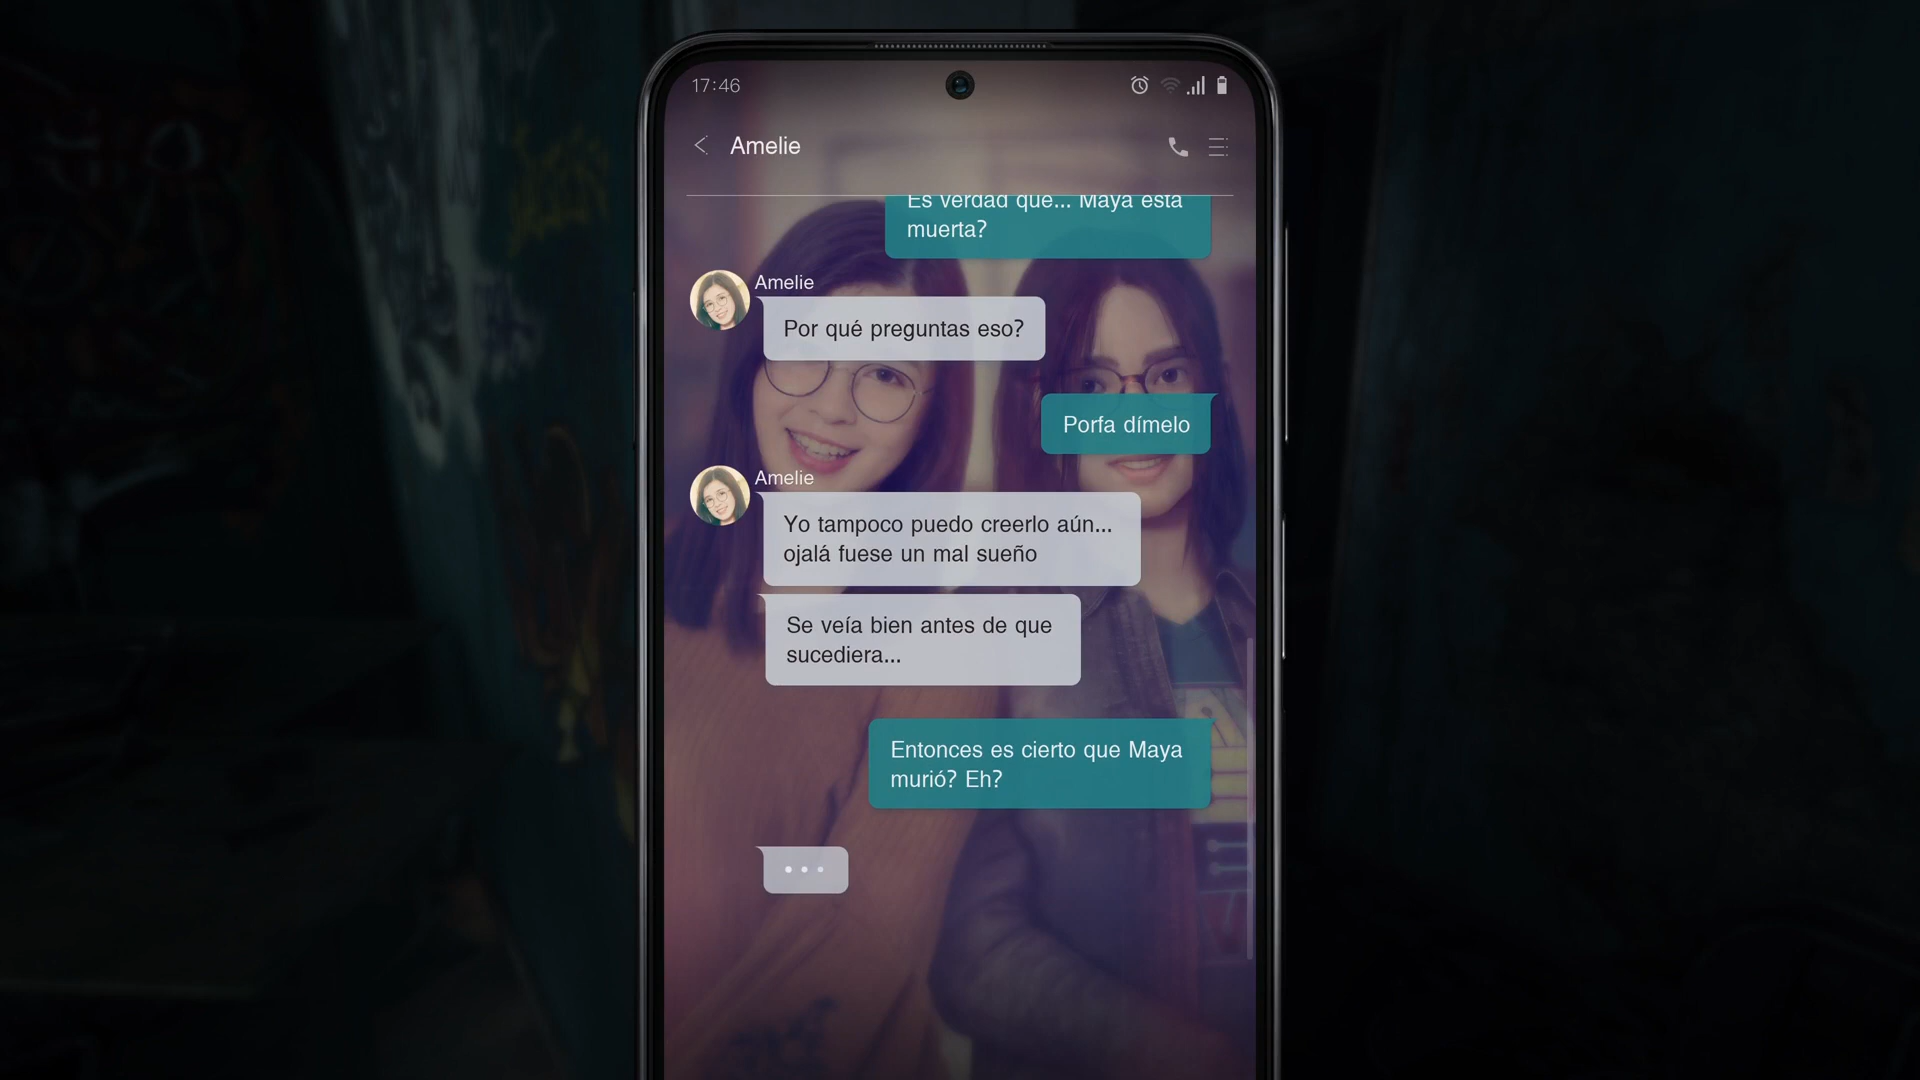 17:46
Amelie
Es verdad que... Maya está
muerta?
Amelie
Por qué preguntas eso?
Porfa dímelo
Amelie
Yo tampoco puedo creerlo aún...
ojalá fuese un mal sueño
Se veía bien antes de que
sucediera...
Entonces es cierto que Maya
murió? Eh?